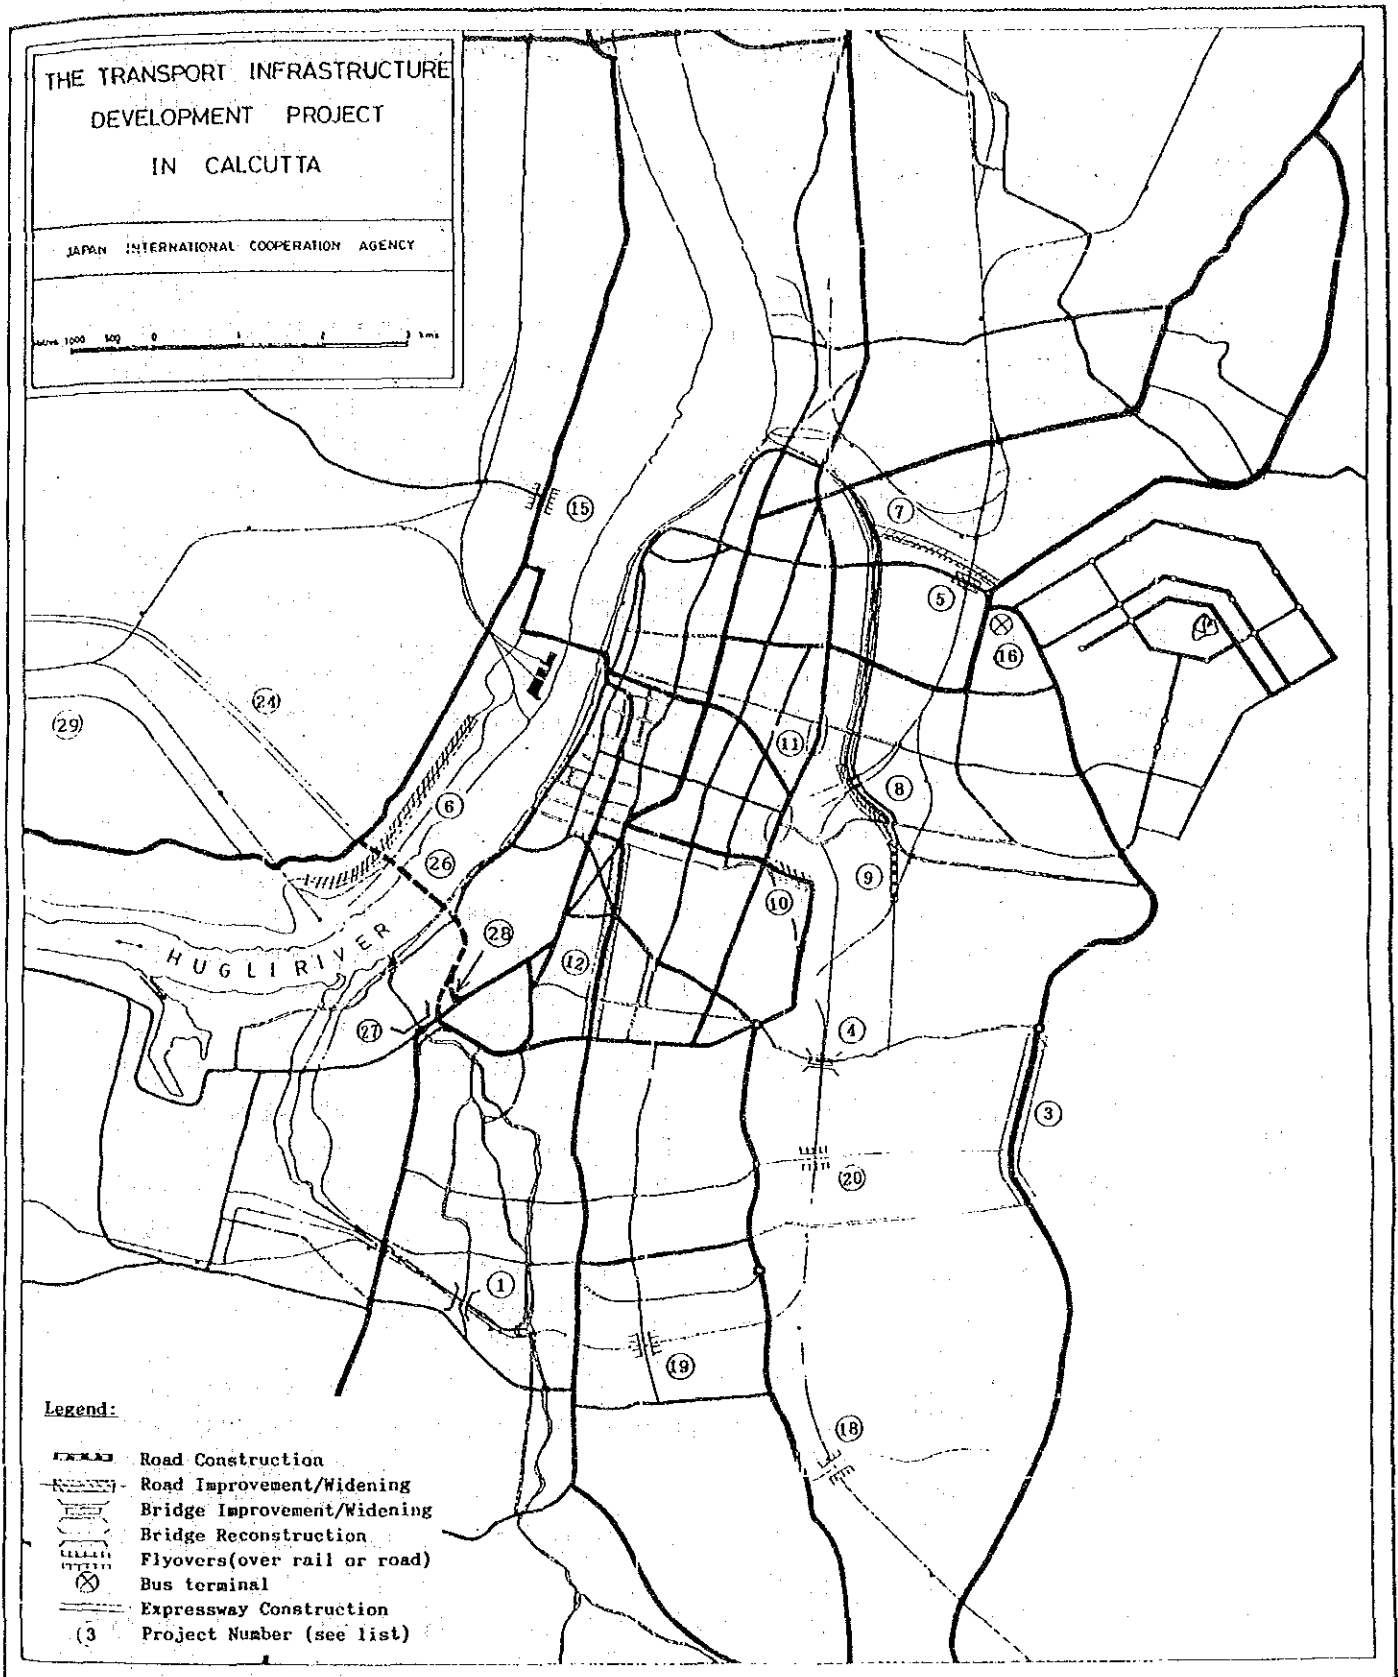 THE TRANSPORT INFRASTRUCTURE
DEVELOPMENT PROJECT
IN CALCUTTA
JAPAN INTERNATIONAL COOPERATION AGENCY
1000 500 0 1 2 3 kms
15
7
5
16
24
29
11
6
8
26
9
10
28
HUGLI RIVER
12
27
4
3
20
1
19
18
Legend:
Road Construction
Road Improvement/Widening
Bridge Improvement/Widening
Bridge Reconstruction
Flyovers(over rail or road)
Bus terminal
Expressway Construction
(3 Project Number (see list)